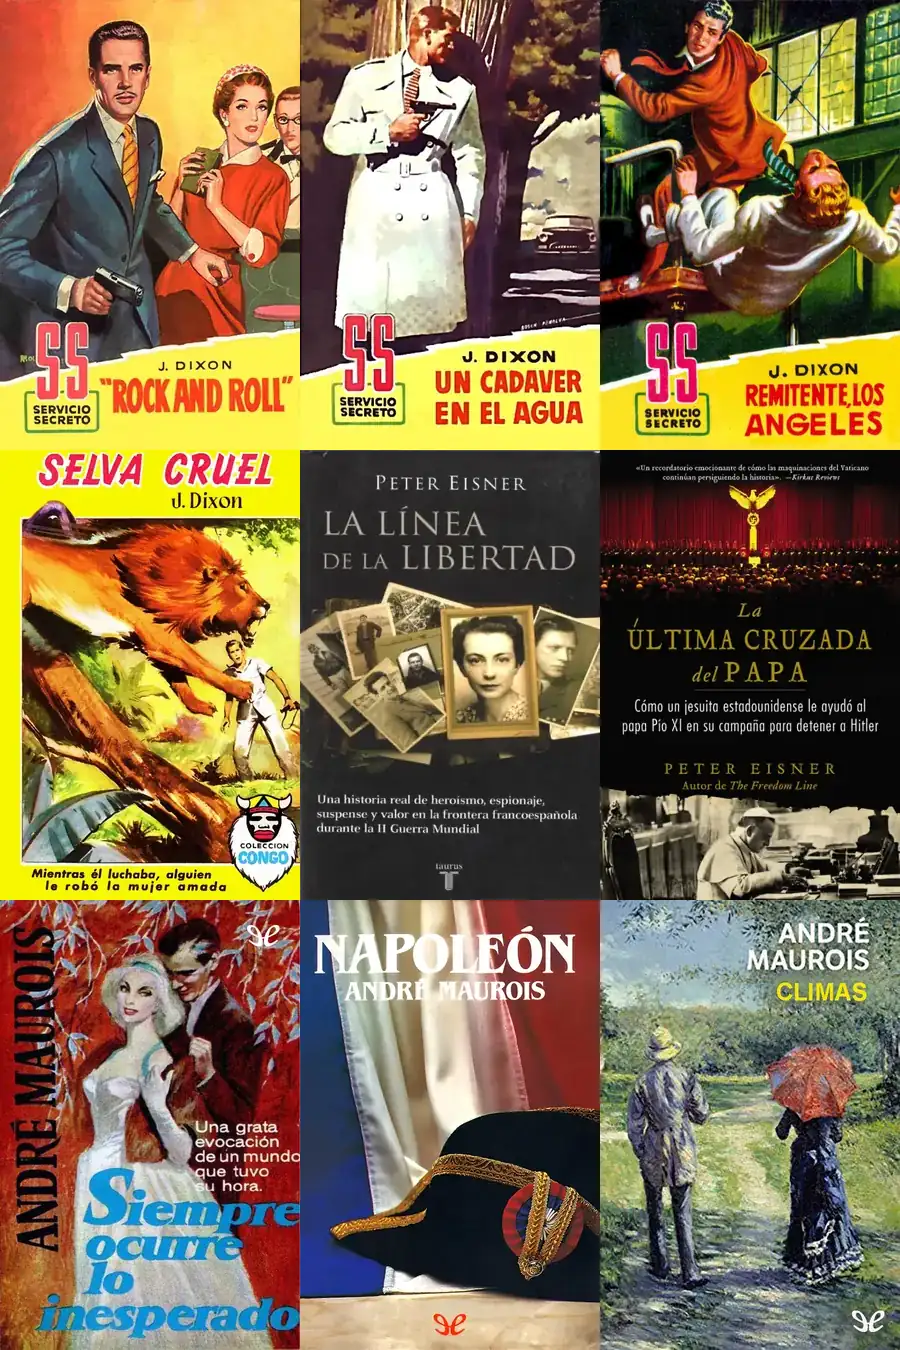 SS
SERVICIO
SECRETO
J. DIXON
"ROCK AND ROLL"
SS
SERVICIO
SECRETO
J. DIXON
UN CADAVER
EN EL AGUA
SS
SERVICIO
SECRETO
J. DIXON
REMITENTE, LOS
ANGELES
SELVA CRUEL
J. Dixon
COLECCION
CONGO
Mientras él luchaba, alguien
le robó la mujer amada
PETER EISNER
LA LÍNEA
DE LA LIBERTAD
Una historia real de heroísmo, espionaje,
suspense y valor en la frontera francoespañola
durante la II Guerra Mundial
taurus
«Un recordatorio emocionante de cómo las maquinaciones del Vaticano
continúan persiguiendo la historia». —Kirkus Reviews
La
ÚLTIMA CRUZADA
del PAPA
Cómo un jesuita estadounidense le ayudó al
papa Pío XI en su campaña para detener a Hitler
PETER EISNER
Autor de The Freedom Line
ANDRÉ MAUROIS
Una grata
evocación
de un mundo
que tuvo
su hora.
Siempre
ocurre
lo
inesperado
NAPOLEÓN
ANDRÉ MAUROIS
ANDRÉ
MAUROIS
CLIMAS